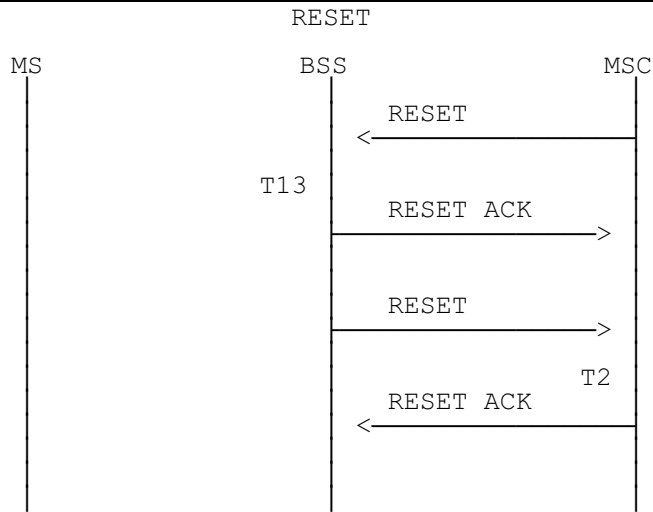 RESET
MS BSS MSC
RESET
T13
RESET ACK
RESET
T2
RESET ACK